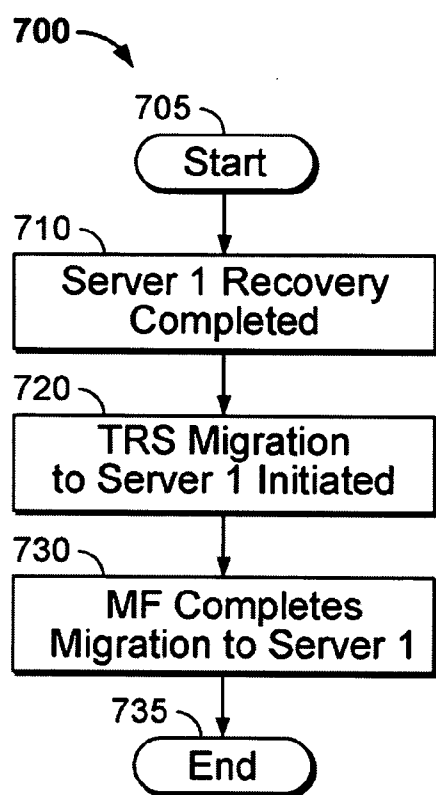 700
705
Start
710
Server 1 Recovery
Completed
720
TRS Migration
to Server 1 Initiated
730
MF Completes
Migration to Server 1
735
End